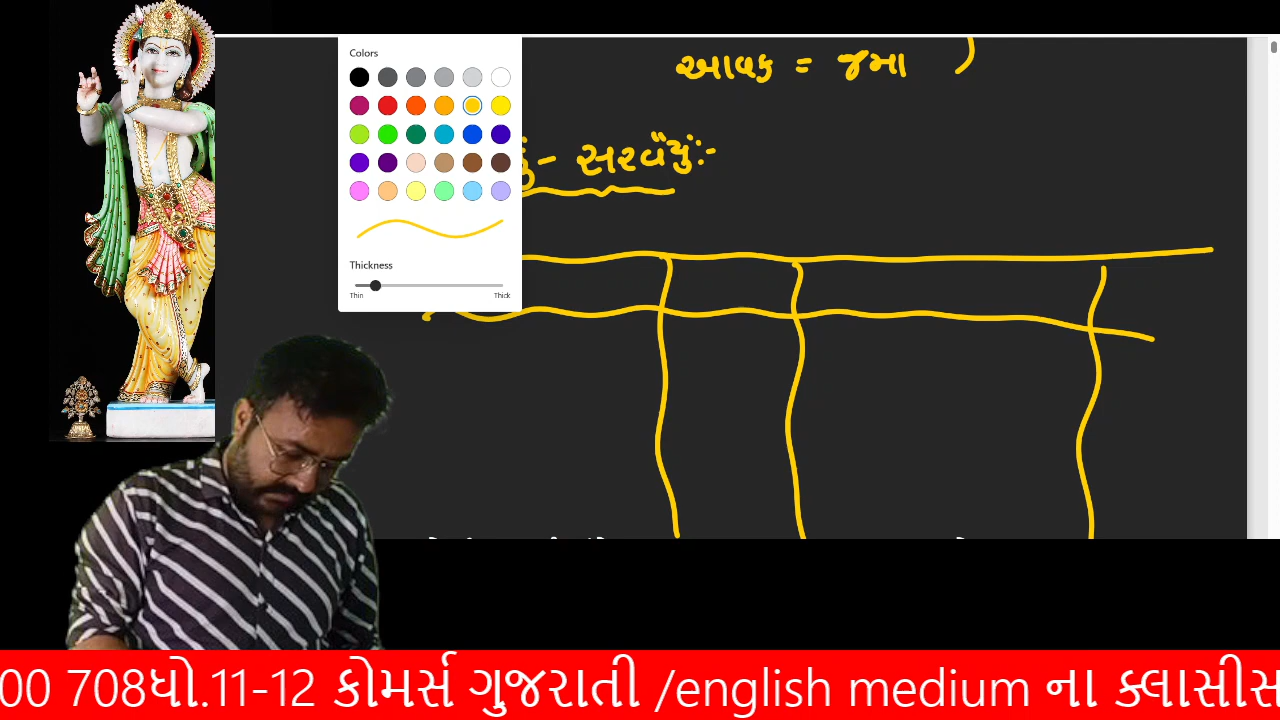 આવક = જમા )
Colors
સરવૈયું:-
Thickness
Thin Thick
00 708ધો.11-12 કોમર્સ ગુજરાતી /english medium ના ક્લાસીસ